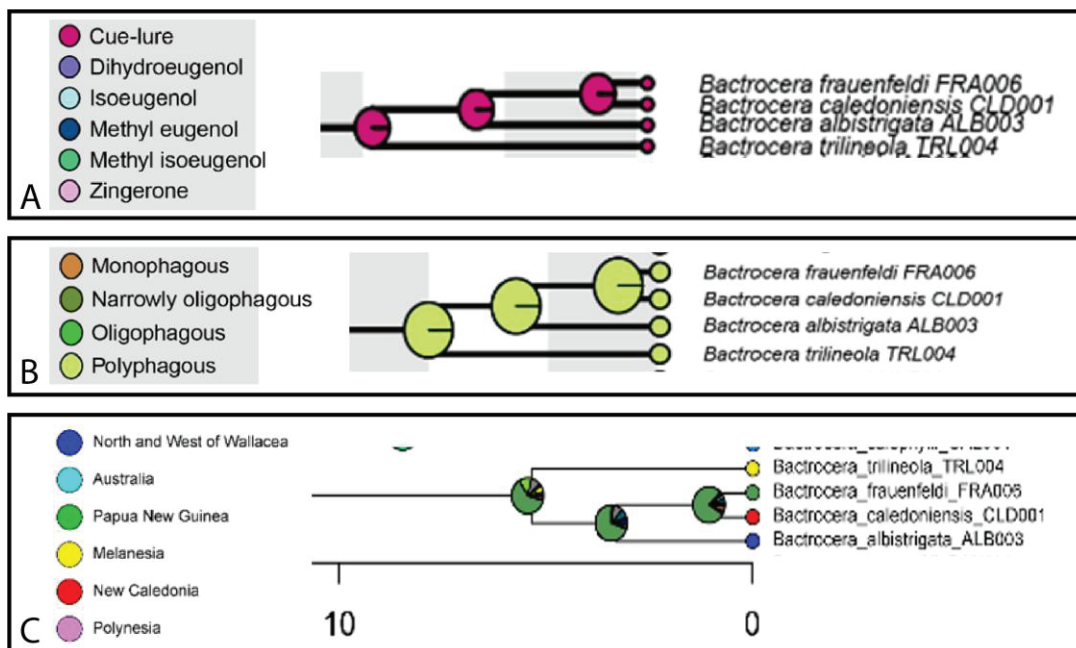 Cue-lure
Dihydroeugenol
Isoeugenol
Methyl eugenol
Methyl isoeugenol
Zingerone
A
Bactrocera frauenfeldi FRA006
Bactrocera caledoniensis CLD001
Bactrocera albistrigata ALB003
Bactrocera trilineola TRL004
Monophagous
Narrowly oligophagous
Oligophagous
Polyphagous
B
Bactrocera frauenfeldi FRA006
Bactrocera caledoniensis CLD001
Bactrocera albistrigata ALB003
Bactrocera trilineola TRL004
North and West of Wallacea
Australia
Papua New Guinea
Melanesia
New Caledonia
Polynesia
C
Bactrocera_trilineola_TRL004
Bactrocera_frauenfeldi_FRA006
Bactrocera_caledoniensis_CLD001
Bactrocera_albistrigata_ALB003
10
0